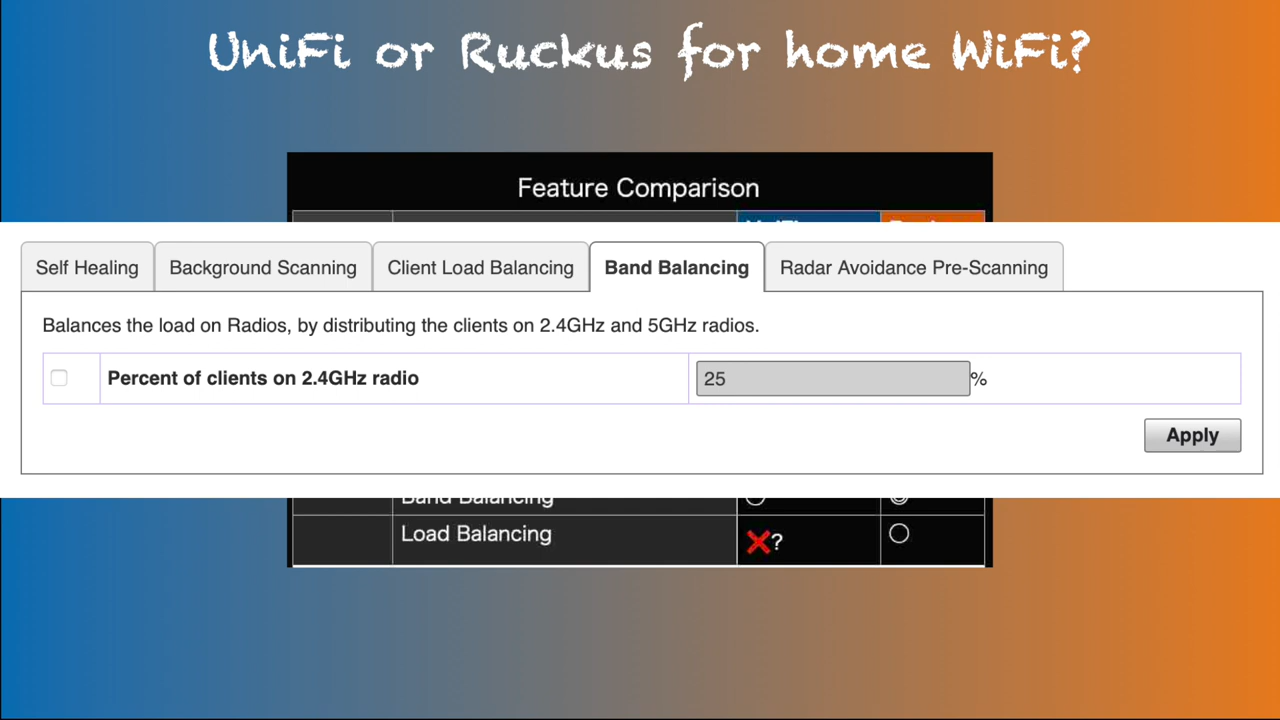 UniFi or Ruckus for home WiFi?
Feature Comparison
Self Healing
Background Scanning
Client Load Balancing
Band Balancing
Radar Avoidance Pre-Scanning
Balances the load on Radios, by distributing the clients on 2.4GHz and 5GHz radios.
Percent of clients on 2.4GHz radio
25
%
Apply
Band Balancing
Load Balancing
❌?